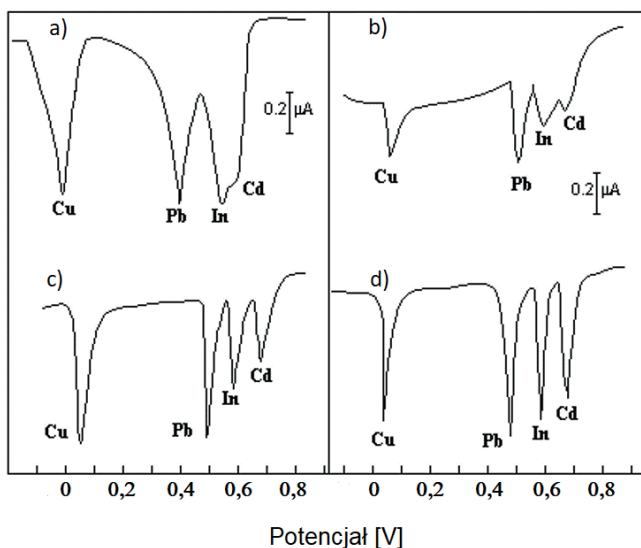 a)
0.2 μA
Cu
Pb
In
Cd
b)
Cu
Pb
In
Cd
0.2 μA
c)
Cu
Pb
In
Cd
d)
Cu
Pb
In
Cd
0 0,2 0,4 0,6 0,8 0 0,2 0,4 0,6 0,8
Potencjał [V]